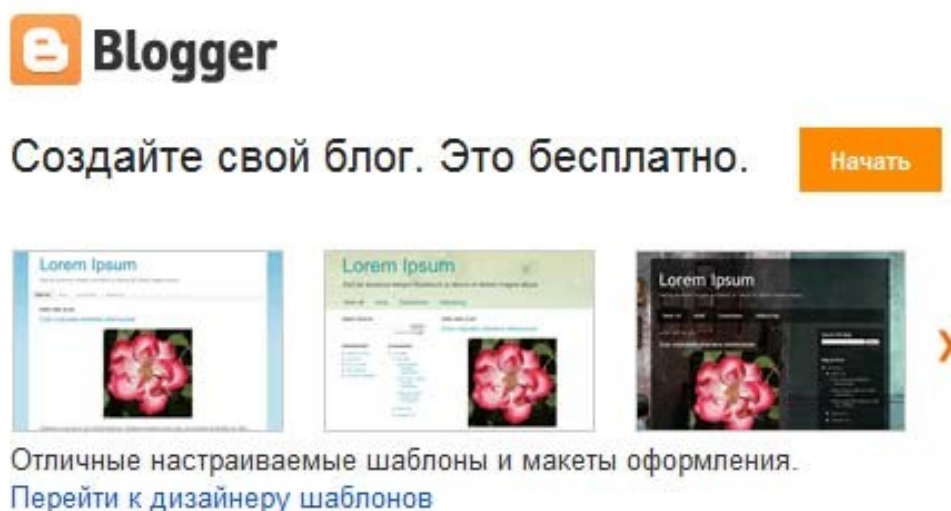 Blogger
Создайте свой блог. Это бесплатно.
Начать
Lorem Ipsum
Lorem Ipsum
Lorem Ipsum
Отличные настраиваемые шаблоны и макеты оформления.
Перейти к дизайнеру шаблонов